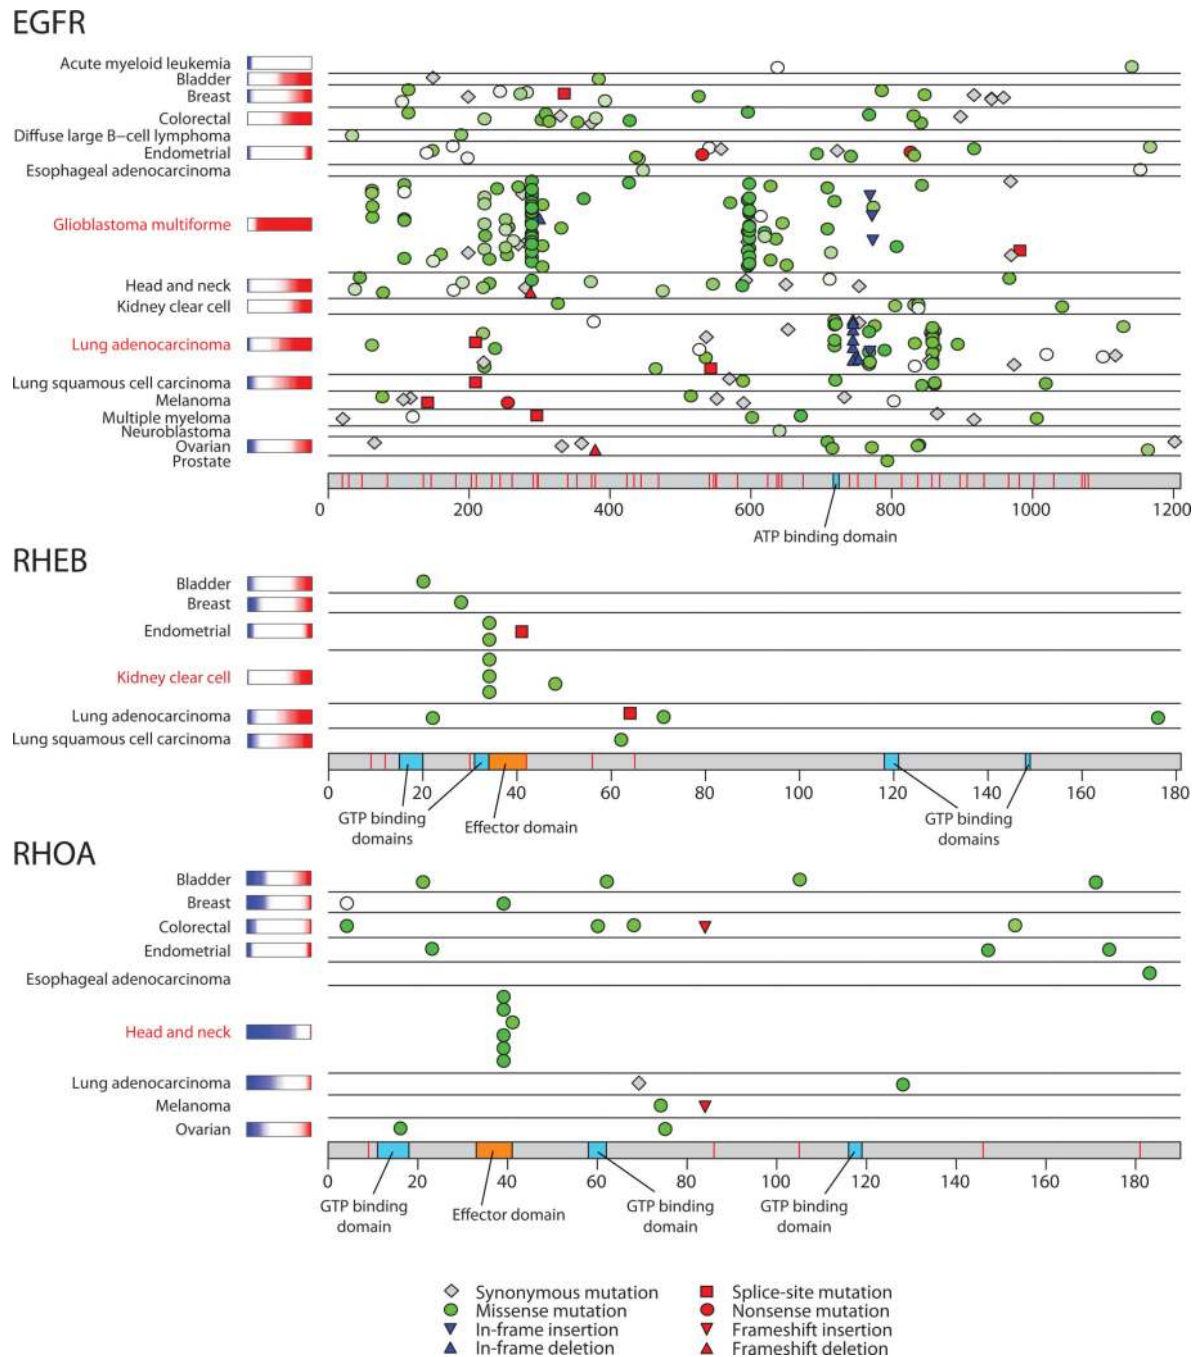 EGFR
Acute myeloid leukemia
Bladder
Breast
Colorectal
Diffuse large B−cell lymphoma
Endometrial
Esophageal adenocarcinoma
Glioblastoma multiforme
Head and neck
Kidney clear cell
Lung adenocarcinoma
Lung squamous cell carcinoma
Melanoma
Multiple myeloma
Neuroblastoma
Ovarian
Prostate
0 200 400 600 800 1000 1200
ATP binding domain
RHEB
Bladder
Breast
Endometrial
Kidney clear cell
Lung adenocarcinoma
Lung squamous cell carcinoma
0 20 40 60 80 100 120 140 160 180
GTP binding domains
Effector domain
GTP binding domains
RHOA
Bladder
Breast
Colorectal
Endometrial
Esophageal adenocarcinoma
Head and neck
Lung adenocarcinoma
Melanoma
Ovarian
0 20 40 60 80 100 120 140 160 180
GTP binding domain
Effector domain
GTP binding domain
GTP binding domain
Synonymous mutation
Missense mutation
In-frame insertion
In-frame deletion
Splice-site mutation
Nonsense mutation
Frameshift insertion
Frameshift deletion